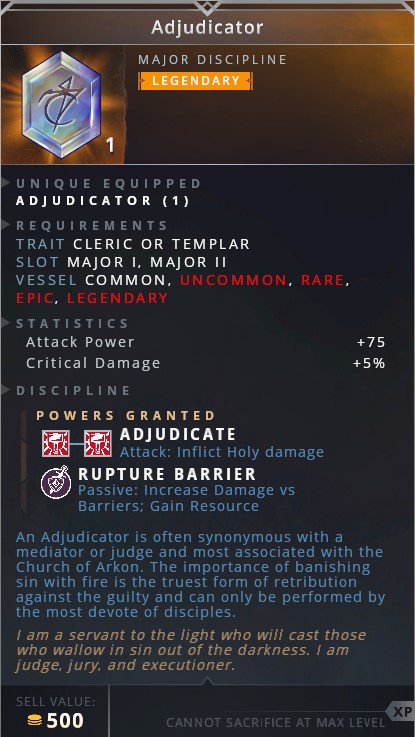 Adjudicator
MAJOR DISCIPLINE
LEGENDARY
1
UNIQUE EQUIPPED
ADJUDICATOR (1)
REQUIREMENTS
TRAIT CLERIC OR TEMPLAR
SLOT MAJOR I, MAJOR II
VESSEL COMMON, UNCOMMON, RARE,
EPIC, LEGENDARY
STATISTICS
Attack Power +75
Critical Damage +5%
DISCIPLINE
POWERS GRANTED
ADJUDICATE
Attack: Inflict Holy damage
RUPTURE BARRIER
Passive: Increase Damage vs
Barriers; Gain Resource
An Adjudicator is often synonymous with a
mediator or judge and most associated with the
Church of Arkon. The importance of banishing
sin with fire is the truest form of retribution
against the guilty and can only be performed by
the most devote of disciples.
I am a servant to the light who will cast those
who wallow in sin out of the darkness. I am
judge, jury, and executioner.
SELL VALUE:
500
XP
CANNOT SACRIFICE AT MAX LEVEL